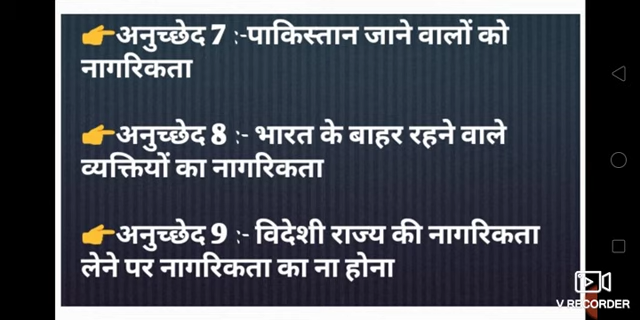 👉अनुच्छेद 7 :-पाकिस्तान जाने वालों को
नागरिकता
👉अनुच्छेद 8 :- भारत के बाहर रहने वाले
व्यक्तियों का नागरिकता
👉अनुच्छेद 9 :- विदेशी राज्य की नागरिकता
लेने पर नागरिकता का ना होना
V RECORDER